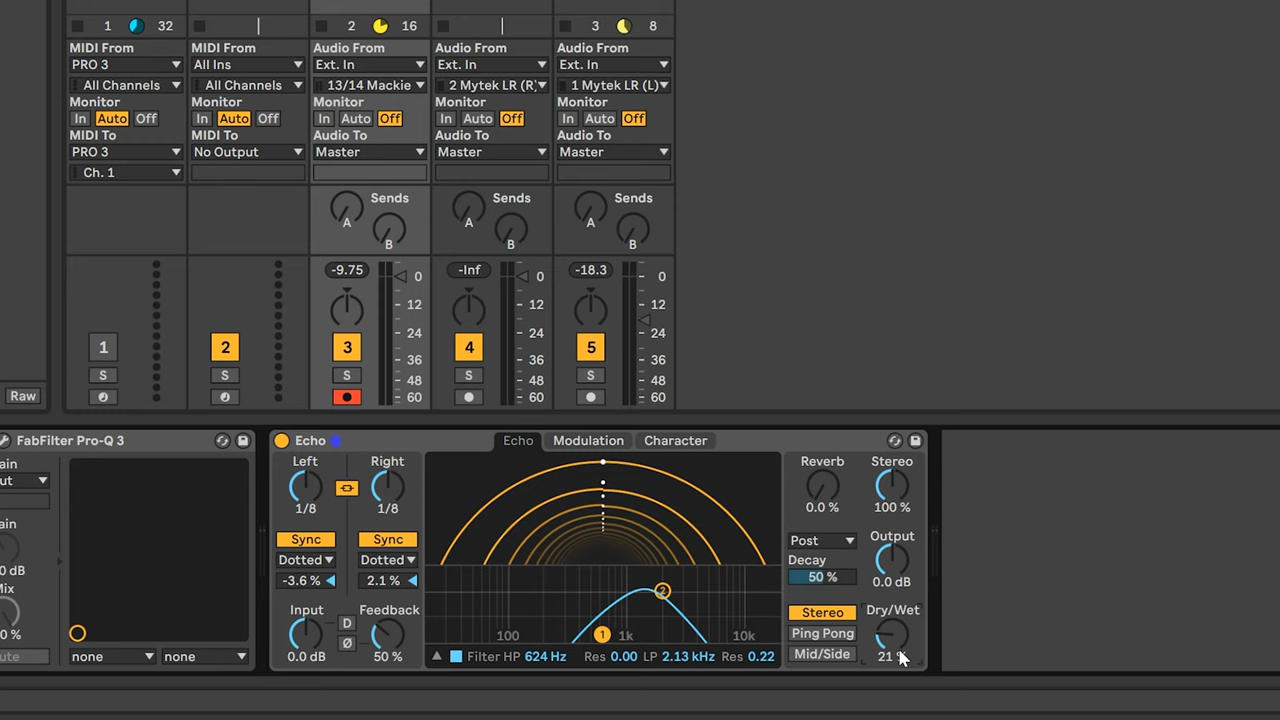 1 32 2 16 3 8
MIDI From MIDI From Audio From Audio From Audio From
PRO 3 All Ins Ext. In Ext. In Ext. In
All Channels All Channels 13/14 Mackie 2 Mytek LR (R) 1 Mytek LR (L)
Monitor Monitor Monitor Monitor Monitor
In Auto Off In Auto Off In Auto Off In Auto Off In Auto Off
MIDI To MIDI To Audio To Audio To Audio To
PRO 3 No Output Master Master Master
Ch. 1
Sends Sends Sends
A A A
B B B
-9.75 -Inf -18.3
0 0 0
12 12 12
24 24 24
1 2 3 4 5
36 36 36
S S S S S
48 48 48
60 60 60
Raw
FabFilter Pro-Q 3
ain
ut
ain
0 dB
Mix
0 %
ute
none none
Echo
Echo Modulation Character
Left Right
1/8 1/8
Sync Sync
Dotted Dotted
-3.6 % 2.1 %
Input Feedback
D
Ø
0.0 dB 50 %
2
1
100 1k 10k
Filter HP 624 Hz Res 0.00 LP 2.13 kHz Res 0.22
Reverb Stereo
0.0 % 100 %
Post Output
Decay
50 % 0.0 dB
Stereo Dry/Wet
Ping Pong
Mid/Side 21